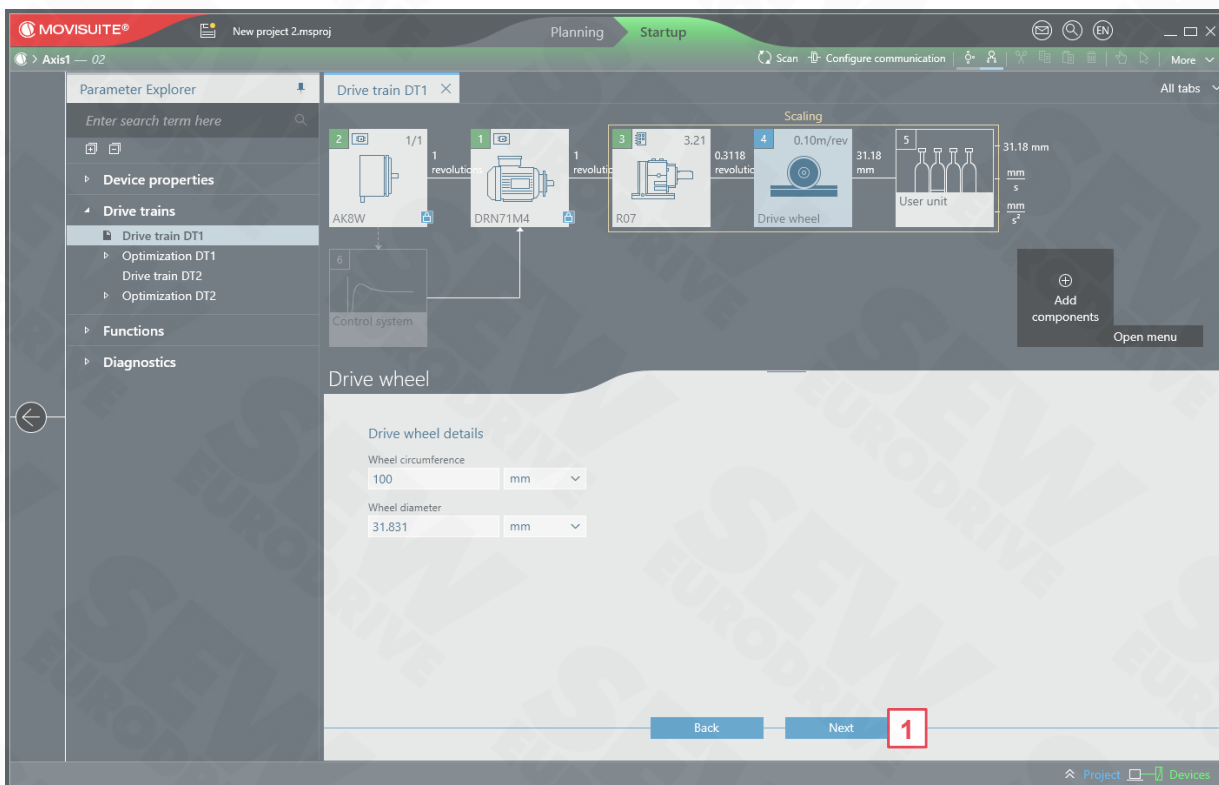 MOVISUITE® New project 2.msproj Planning Startup EN
> Axis1 — 02 Scan Configure communication More
Parameter Explorer
Enter search term here
Device properties
Drive trains
Drive train DT1
Optimization DT1
Drive train DT2
Optimization DT2
Functions
Diagnostics
Drive train DT1 All tabs
Scaling
2 1/1
AK8W
1
revolutions
1
DRN71M4
1
revolutic
3 3.21
R07
0.3118
revolutic
4 0.10m/rev
Drive wheel
31.18
mm
5
User unit
31.18 mm
mm
s
mm
s²
6
Control system
Add
components
Open menu
Drive wheel
Drive wheel details
Wheel circumference
100 mm
Wheel diameter
31.831 mm
Back Next 1
Project Devices
SEW
EURODRIVE